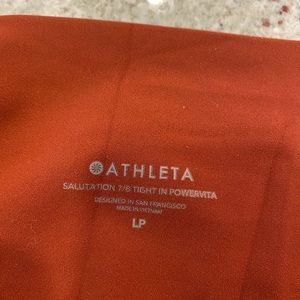 ATHLETA
SALUTATION 7/8 TIGHT IN POWERVITA
DESIGNED IN SAN FRANCISCO
MADE IN VIETNAM
LP